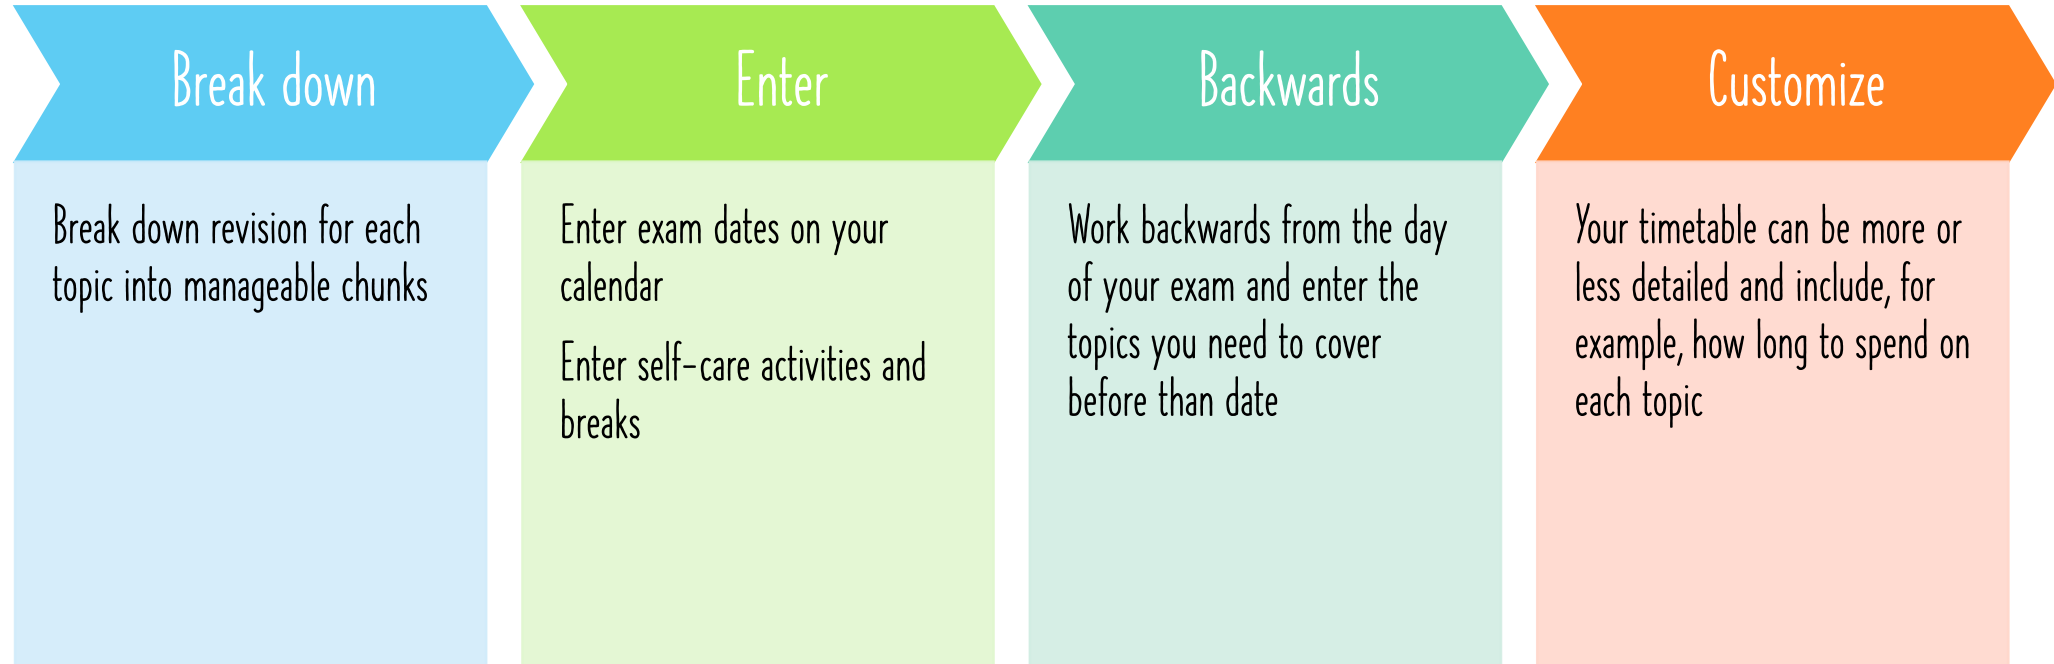 Break down
Enter
Backwards
Customize
Break down revision for each
topic into manageable chunks
Enter exam dates on your
calendar
Enter self-care activities and
breaks
Work backwards from the day
of your exam and enter the
topics you need to cover
before than date
Your timetable can be more or
less detailed and include, for
example, how long to spend on
each topic